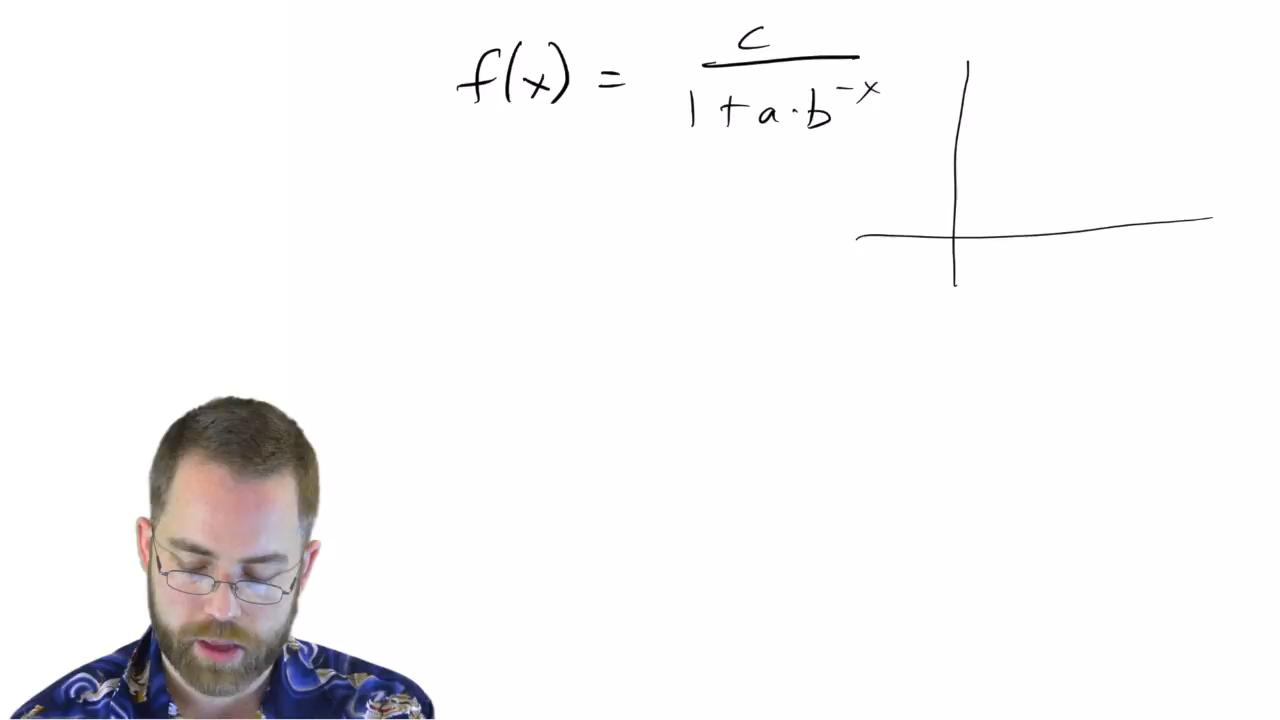 f(x) = c / (1 + a · b^{-x})